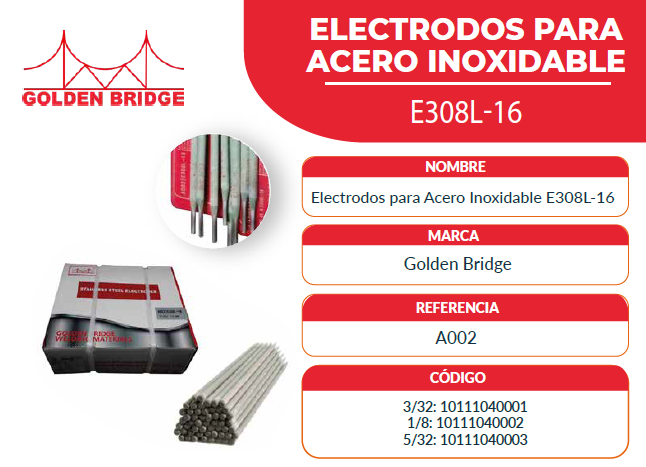 GOLDEN BRIDGE
ELECTRODOS PARA
ACERO INOXIDABLE
E308L-16
NOMBRE
Electrodos para Acero Inoxidable E308L-16
MARCA
Golden Bridge
REFERENCIA
A002
CÓDIGO
3/32: 10111040001
1/8: 10111040002
5/32: 10111040003
STAINLESS STEEL ELECTRODES
GOLDEN BRIDGE
WELDING MATERIALS